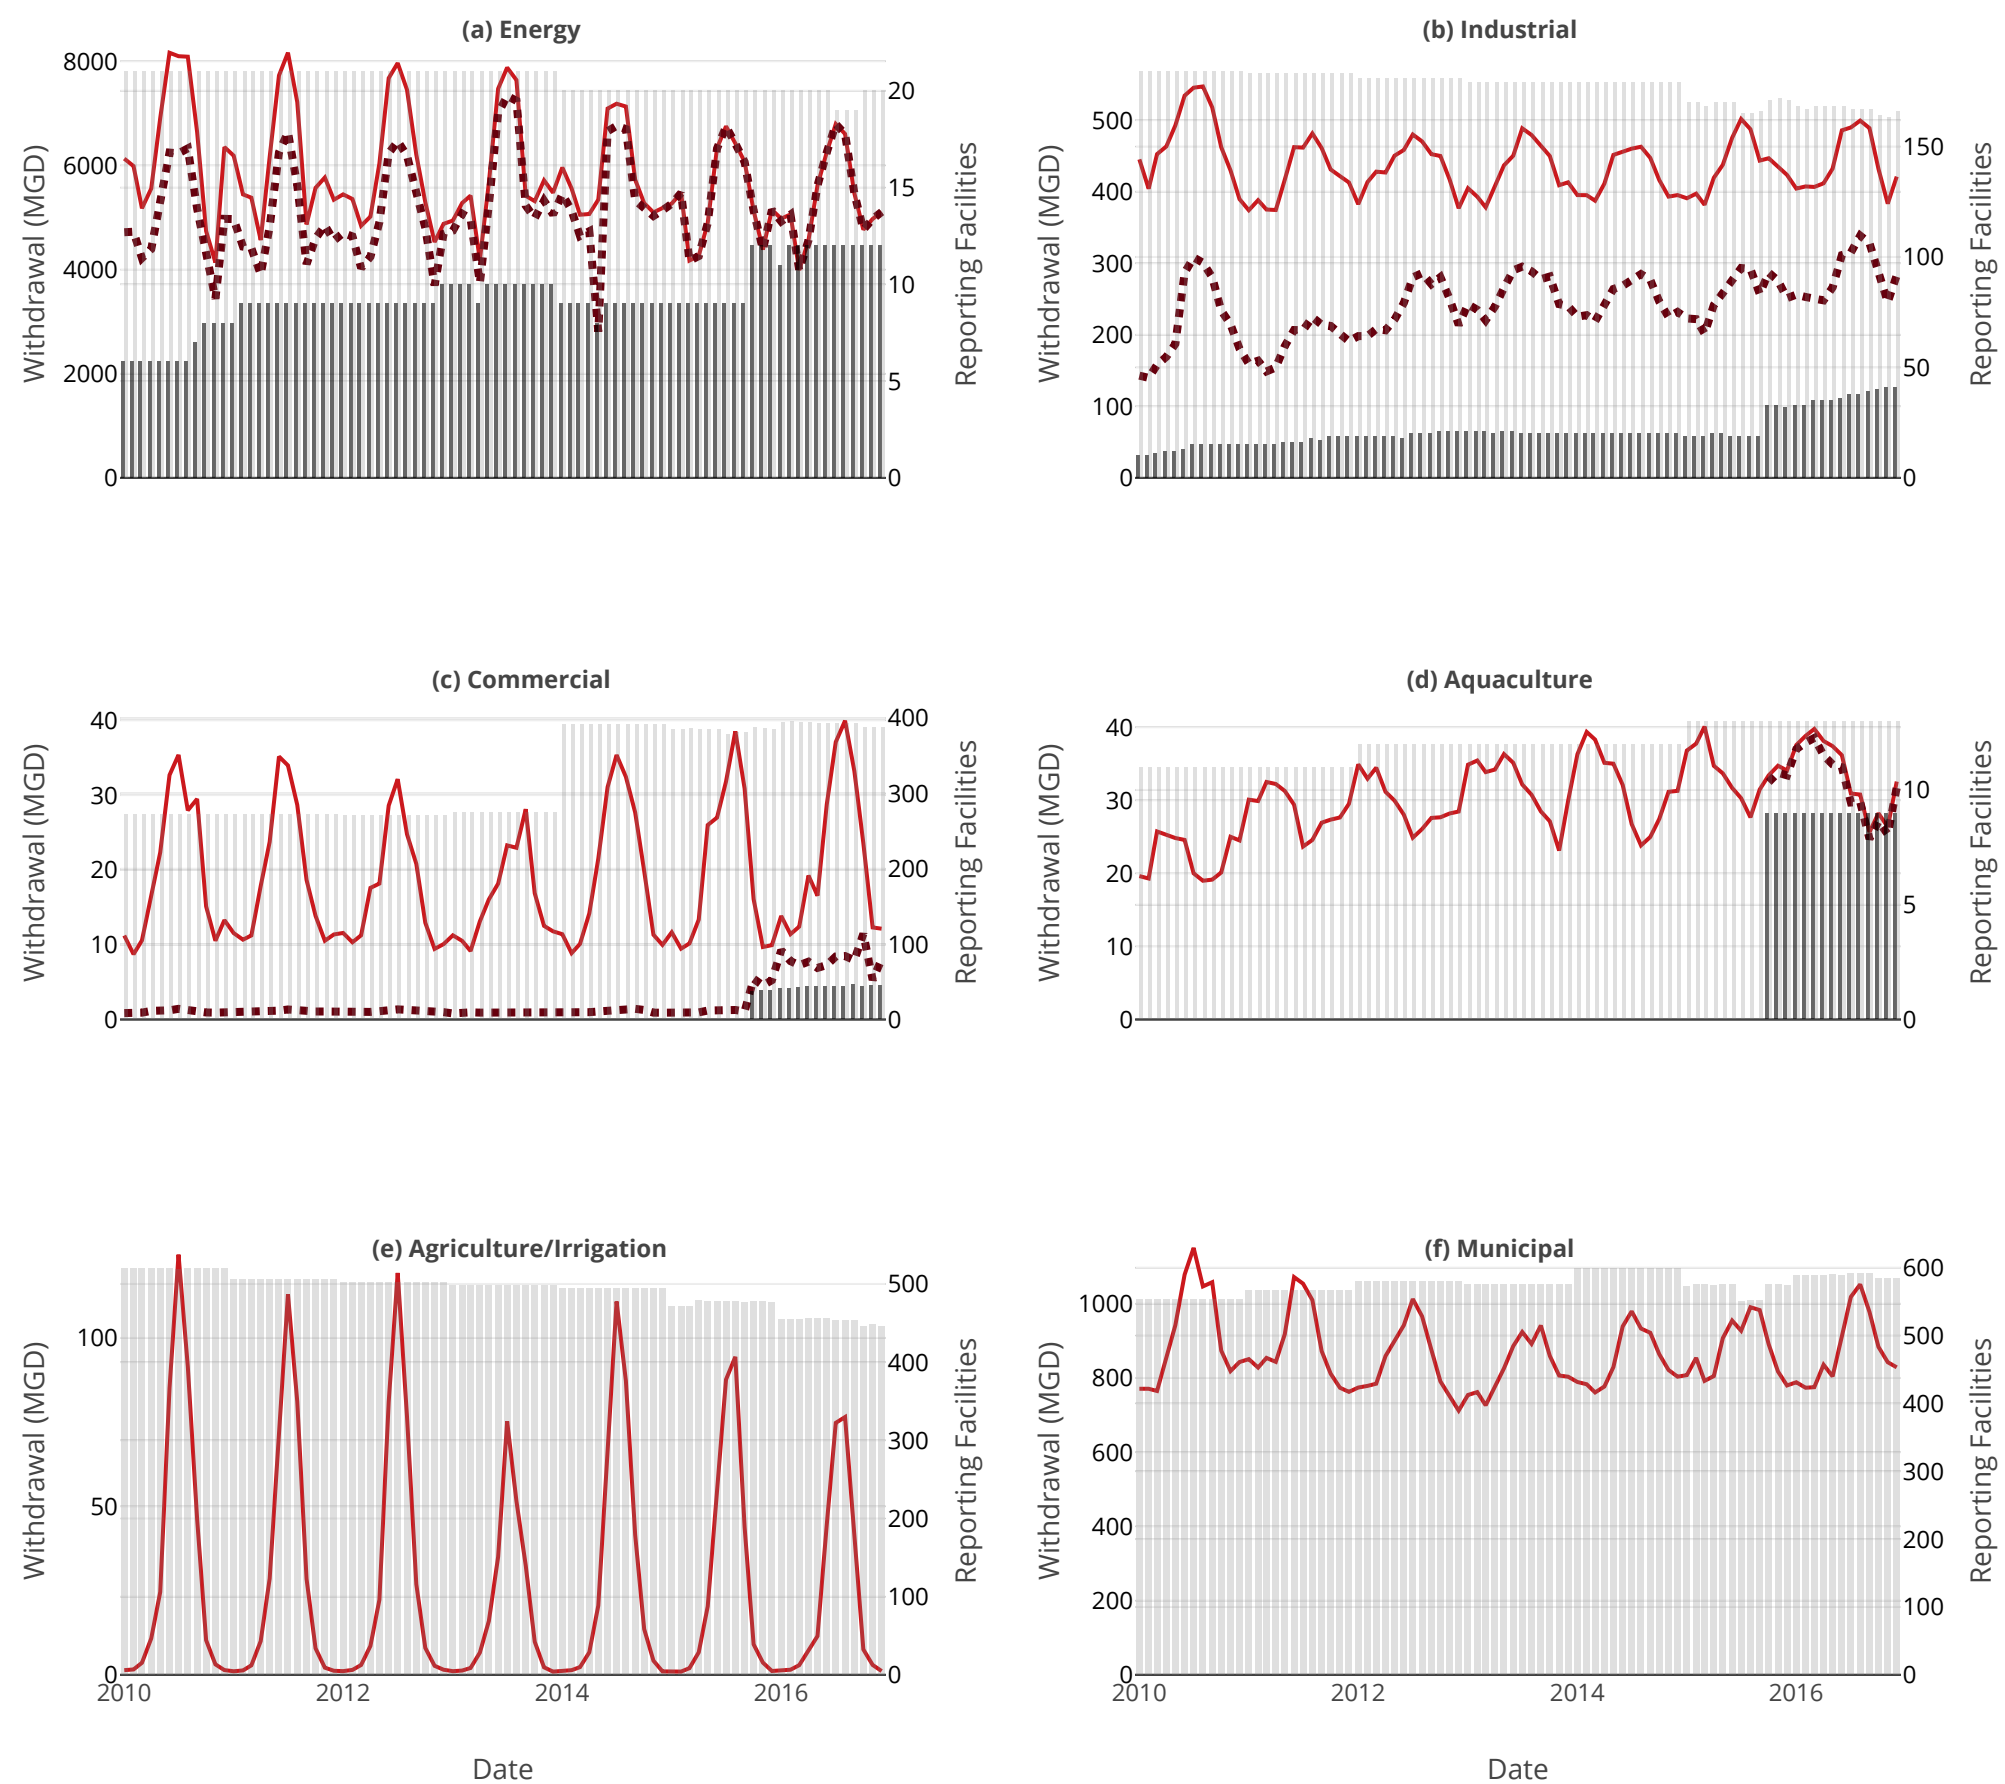 (a) Energy
8000
6000
4000
2000
0
20
15
10
5
0
Withdrawal (MGD)
Reporting Facilities
(b) Industrial
500
400
300
200
100
0
150
100
50
0
Withdrawal (MGD)
Reporting Facilities
(c) Commercial
40
30
20
10
0
400
300
200
100
0
Withdrawal (MGD)
Reporting Facilities
(d) Aquaculture
40
30
20
10
0
10
5
0
Withdrawal (MGD)
Reporting Facilities
(e) Agriculture/Irrigation
100
50
0
500
400
300
200
100
0
Withdrawal (MGD)
Reporting Facilities
2010 2012 2014 2016
Date
(f) Municipal
1000
800
600
400
200
0
600
500
400
300
200
100
0
Withdrawal (MGD)
Reporting Facilities
2010 2012 2014 2016
Date